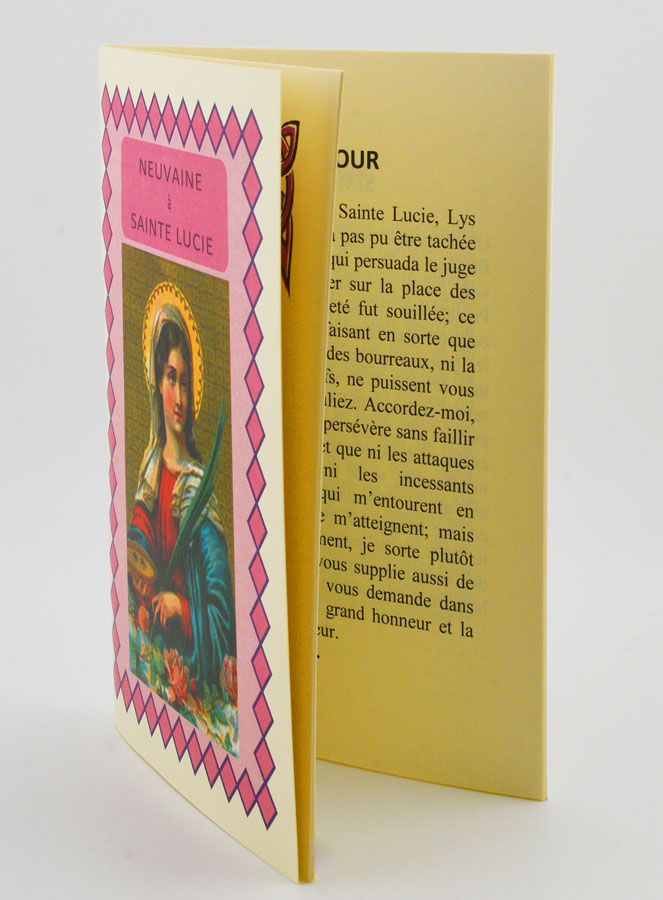 NEUVAINE
à
SAINTE LUCIE
OUR
Sainte Lucie, Lys
pas pu être tachée
qui persuada le juge
er sur la place des
eté fut souillée; ce
faisant en sorte que
des bourreaux, ni la
fs, ne puissent vous
liez. Accordez-moi,
persévère sans faillir
et que ni les attaques
ni les incessants
qui m’entourent en
e m’atteignent; mais
ment, je sorte plutôt
vous supplie aussi de
vous demande dans
grand honneur et la
eur.